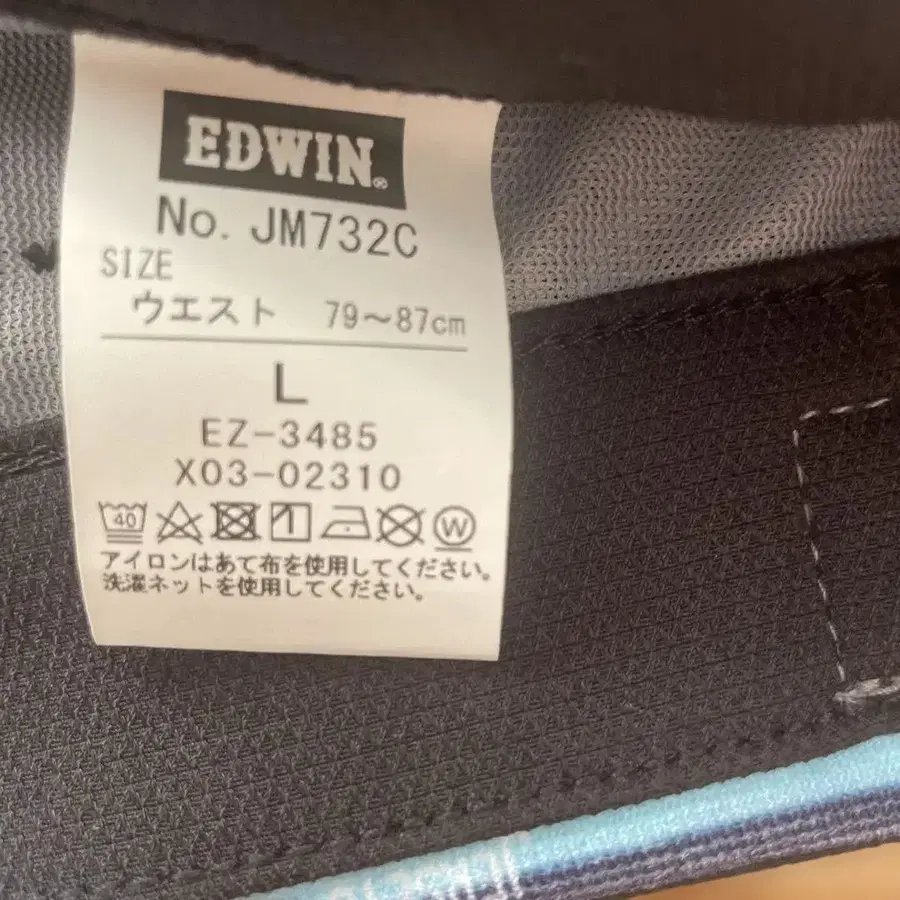 EDWIN®
No. JM732C
SIZE
ウエスト 79～87cm
L
EZ-3485
X03-02310
40 W
アイロンはあて布を使用してください。
洗濯ネットを使用してください。